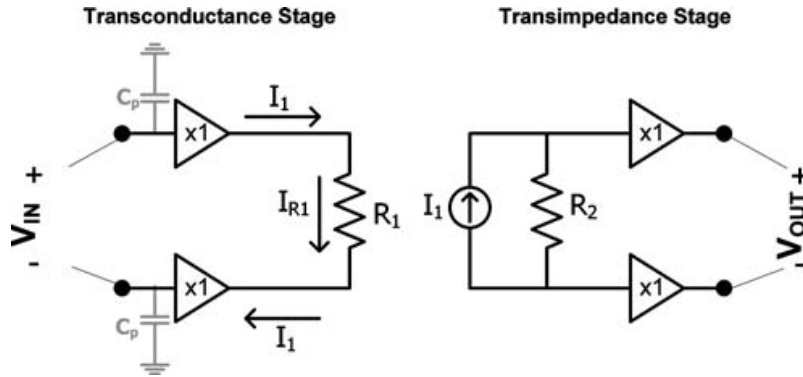 Transconductance Stage
Transimpedance Stage
Cp
x1
I1
VIN
+
-
IR1
R1
x1
I1
Cp
I1
R2
x1
x1
VOUT
+
-